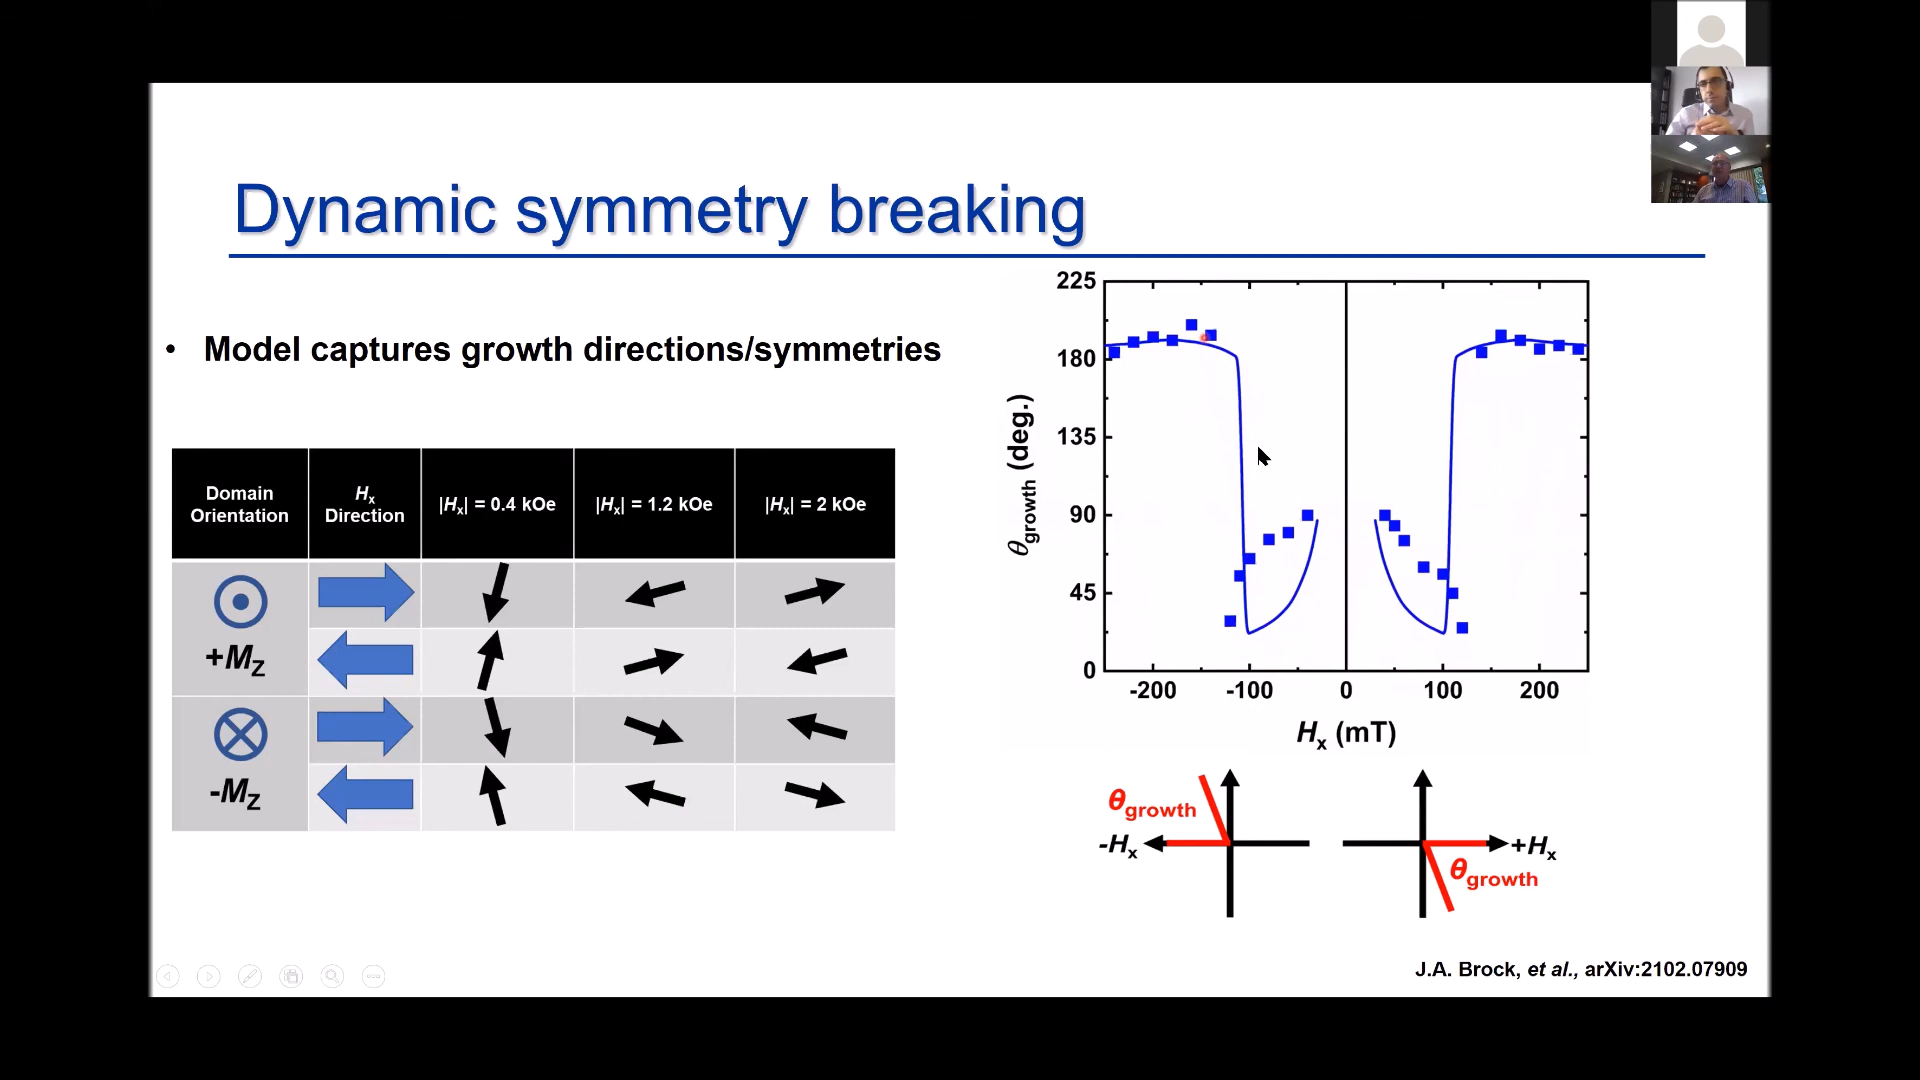 Dynamic symmetry breaking
• Model captures growth directions/symmetries
Domain Orientation
Hx Direction
|Hx| = 0.4 kOe
|Hx| = 1.2 kOe
|Hx| = 2 kOe
+MZ
-MZ
225
180
135
90
45
0
θgrowth (deg.)
-200 -100 0 100 200
Hx (mT)
θgrowth
-Hx
+Hx
θgrowth
J.A. Brock, et al., arXiv:2102.07909